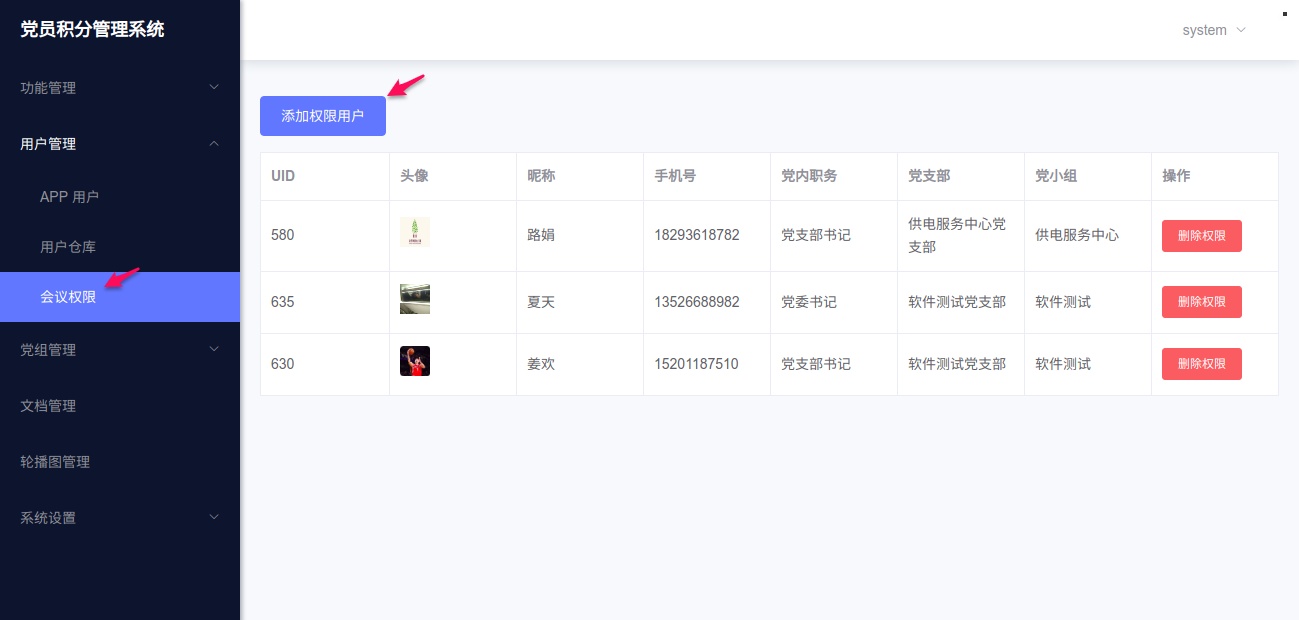 党员积分管理系统
system
功能管理
用户管理
APP 用户
用户仓库
会议权限
党组管理
文档管理
轮播图管理
系统设置
添加权限用户
UID 头像 昵称 手机号 党内职务 党支部 党小组 操作
580 路娟 18293618782 党支部书记 供电服务中心党支部 供电服务中心 删除权限
635 夏天 13526688982 党委书记 软件测试党支部 软件测试 删除权限
630 姜欢 15201187510 党支部书记 软件测试党支部 软件测试 删除权限